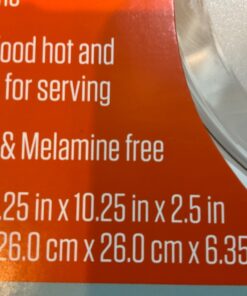 food hot and
for serving
& Melamine free
.25 in x 10.25 in x 2.5 in
26.0 cm x 26.0 cm x 6.35